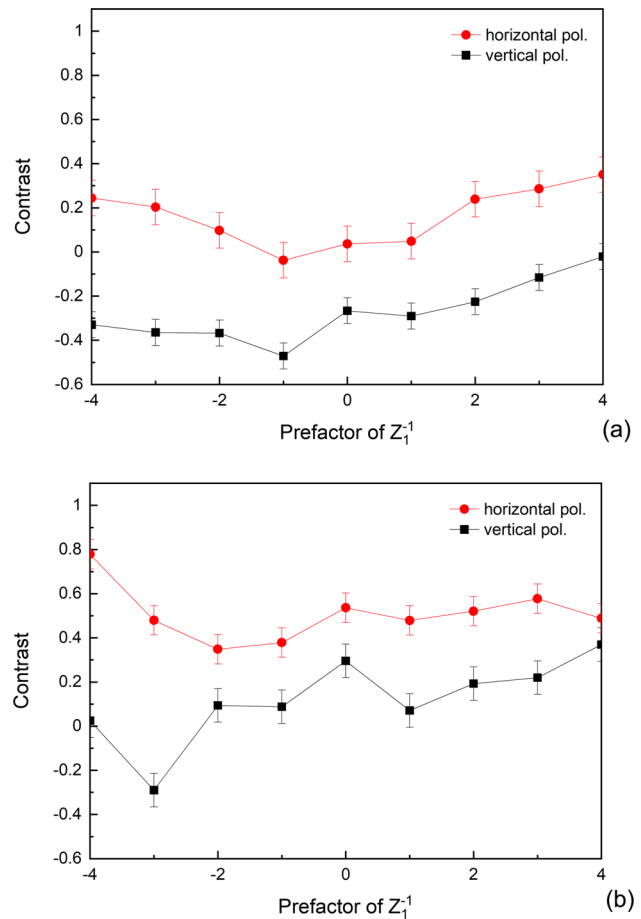 1
0.8
0.6
0.4
0.2
0
-0.2
-0.4
-0.6
Contrast
horizontal pol.
vertical pol.
-4 -2 0 2 4
Prefactor of Z₁⁻¹
(a)
1
0.8
0.6
0.4
0.2
0
-0.2
-0.4
-0.6
Contrast
horizontal pol.
vertical pol.
-4 -2 0 2 4
Prefactor of Z₁⁻¹
(b)